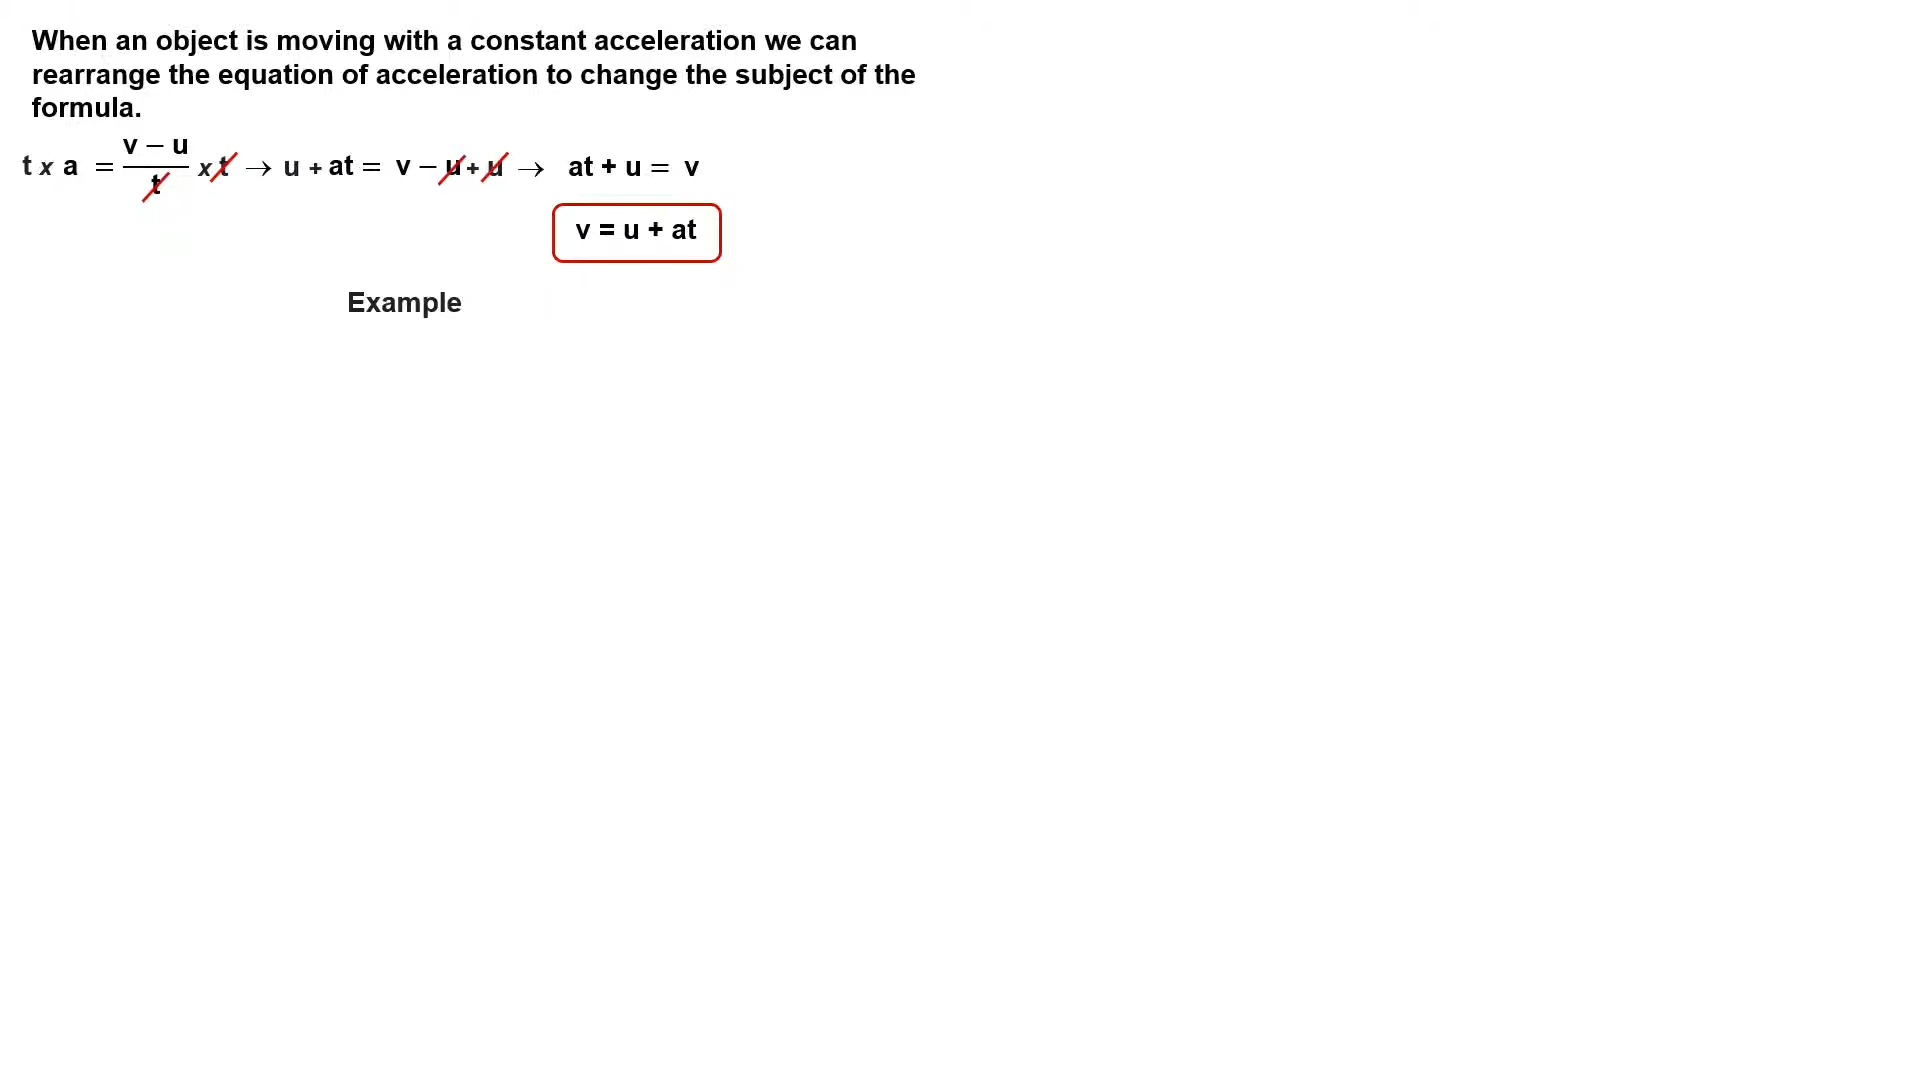 When an object is moving with a constant acceleration we can
rearrange the equation of acceleration to change the subject of the
formula.
t x a = v – u / t x t → u + at = v – u + u → at + u = v
v = u + at
Example